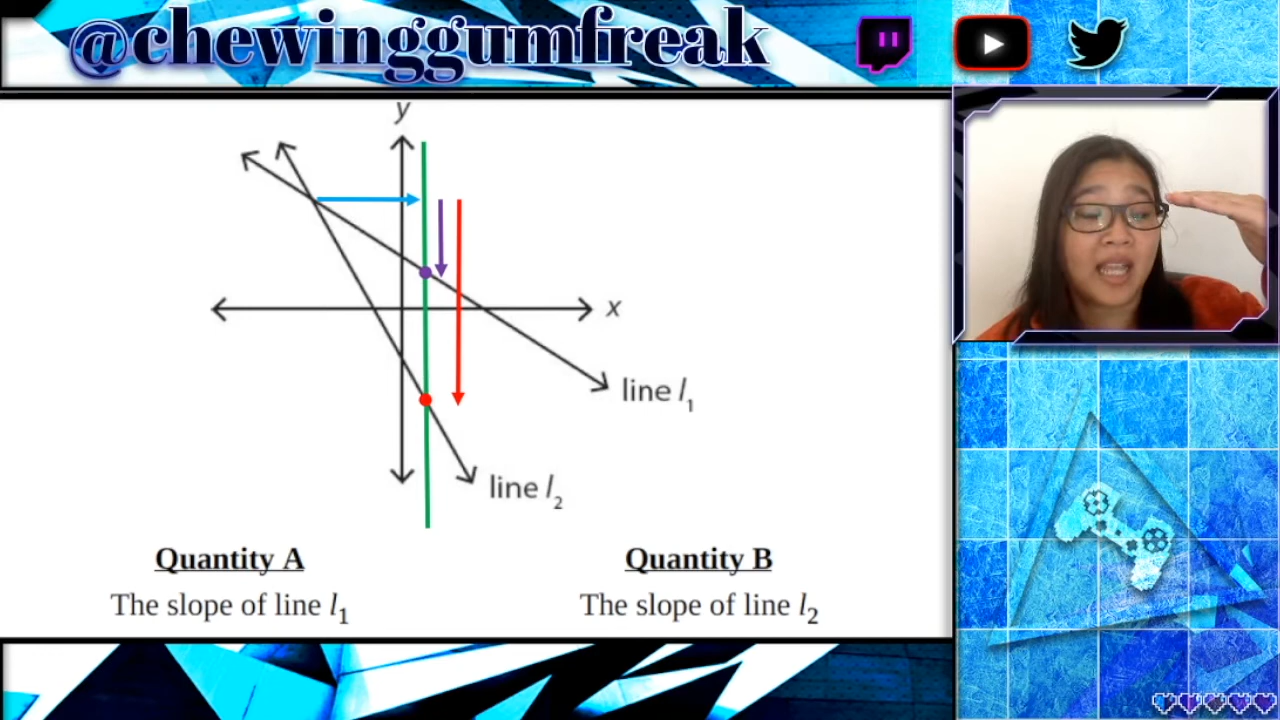 @chewinggumfreak
y
x
line l₁
line l₂
Quantity A
Quantity B
The slope of line l₁
The slope of line l₂